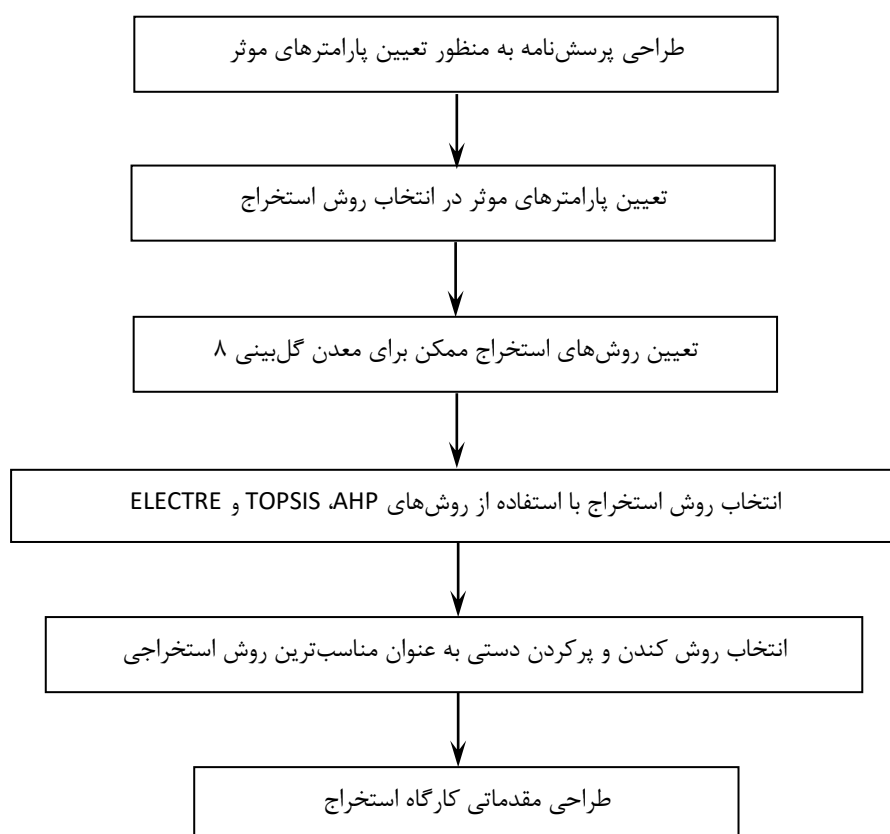 طراحی پرسش‌نامه به منظور تعیین پارامترهای موثر
تعیین پارامترهای موثر در انتخاب روش استخراج
تعیین روش‌های استخراج ممکن برای معدن گل‌بینی ۸
انتخاب روش استخراج با استفاده از روش‌های AHP، TOPSIS و ELECTRE
انتخاب روش کندن و پرکردن دستی به عنوان مناسب‌ترین روش استخراجی
طراحی مقدماتی کارگاه استخراج